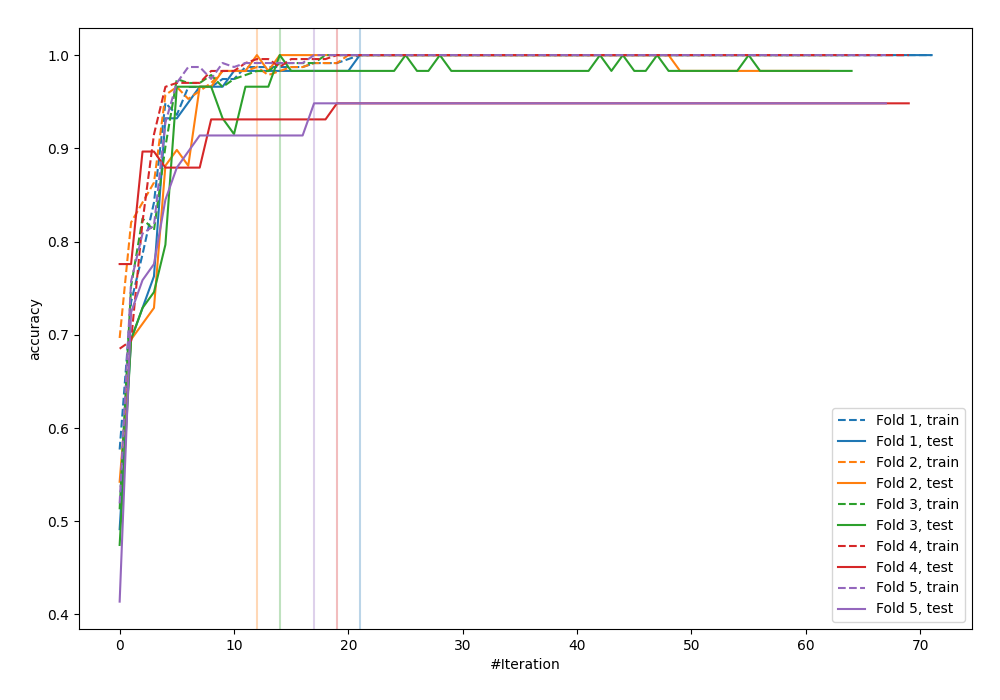 1.0
0.9
0.8
0.7
0.6
0.5
0.4
accuracy
0
10
20
30
40
50
60
70
#Iteration
Fold 1, train
Fold 1, test
Fold 2, train
Fold 2, test
Fold 3, train
Fold 3, test
Fold 4, train
Fold 4, test
Fold 5, train
Fold 5, test